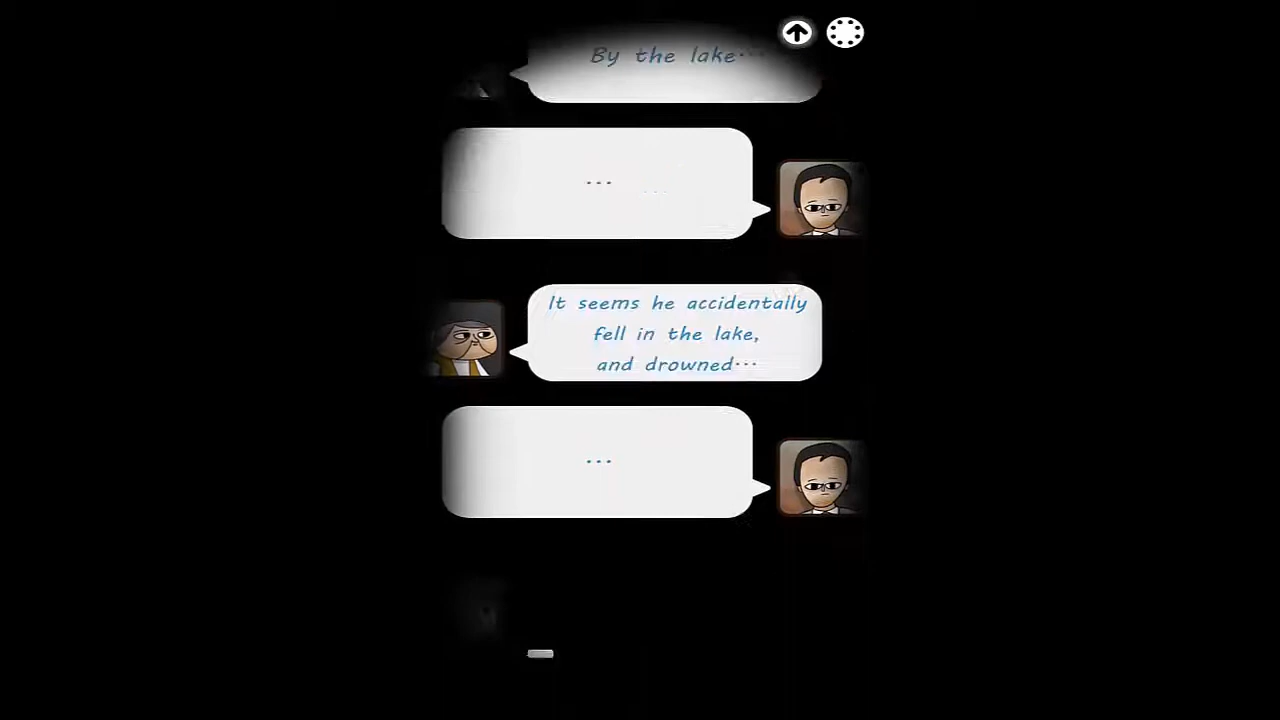 By the lake...
...
It seems he accidentally
fell in the lake,
and drowned...
...